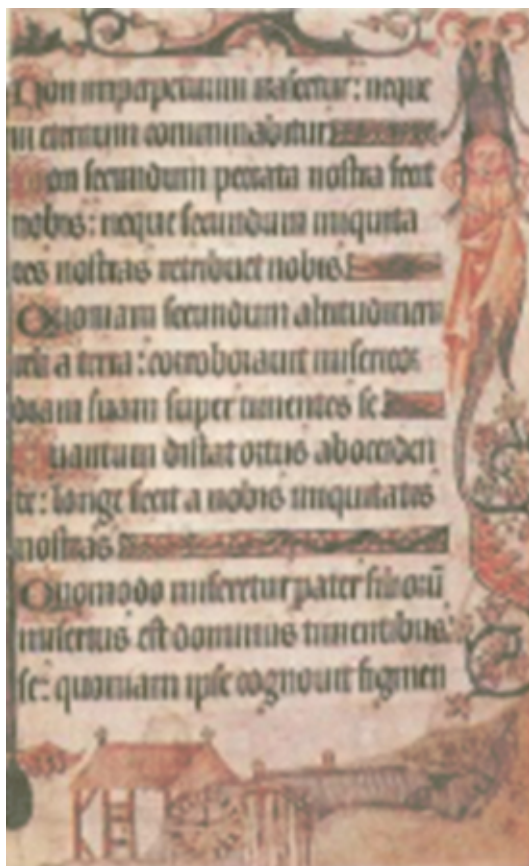 Non imperpetuum irascetur: neque
in eternum comminabitur
Non secundum peccata nostra fecit
nobis: neque secundum iniquita
tes nostras retribuet nobis.
Quoniam secundum altitudinem
celi a terra: corroboravit misericor
diam suam super timentes se
Quantum distat ortus ab occiden
te: longe fecit a nobis iniquitates
nostras
Quomodo miseretur pater filiorū
misertus est dominus timentibus
se: quoniam ipse cognovit figmen